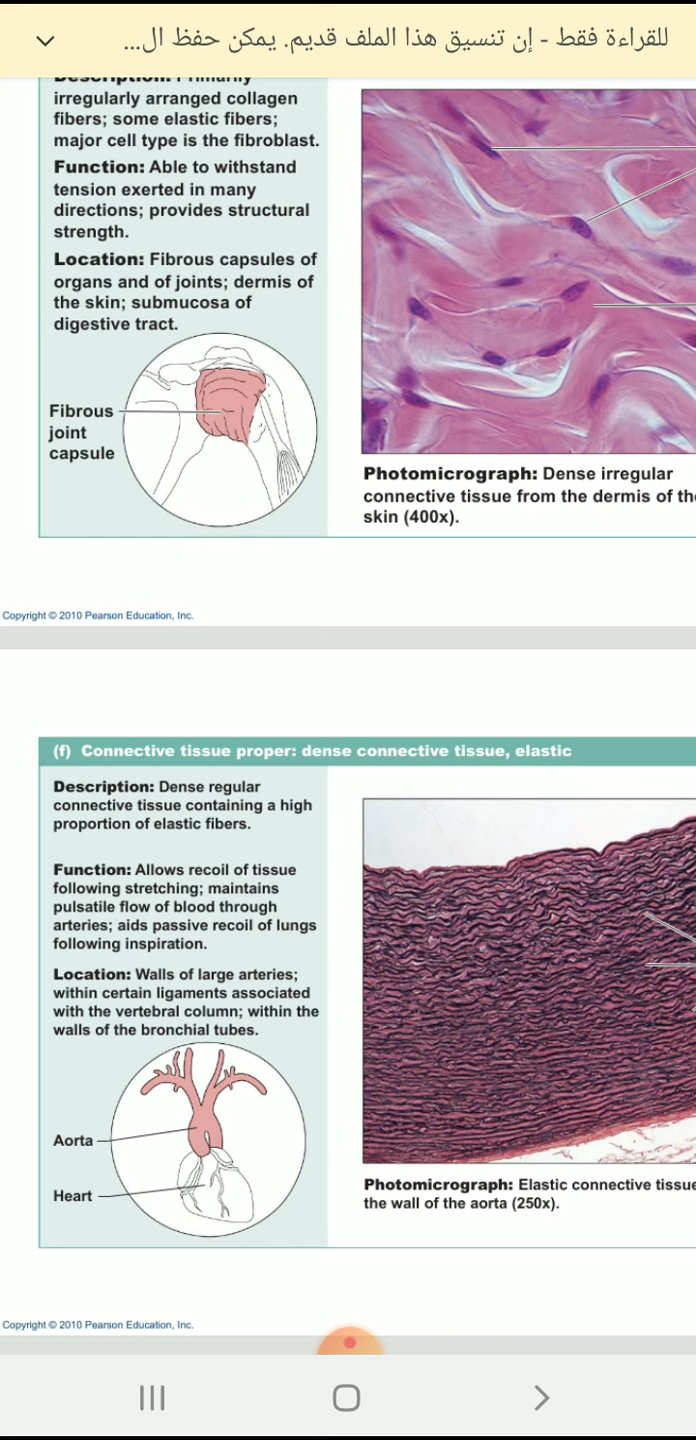 للقراءة فقط - إن تنسيق هذا الملف قديم. يمكن حفظ ال...
Description: Primarily
irregularly arranged collagen
fibers; some elastic fibers;
major cell type is the fibroblast.
Function: Able to withstand
tension exerted in many
directions; provides structural
strength.
Location: Fibrous capsules of
organs and of joints; dermis of
the skin; submucosa of
digestive tract.
Fibrous
joint
capsule
Photomicrograph: Dense irregular
connective tissue from the dermis of the
skin (400x).
Copyright © 2010 Pearson Education, Inc.
(f) Connective tissue proper: dense connective tissue, elastic
Description: Dense regular
connective tissue containing a high
proportion of elastic fibers.
Function: Allows recoil of tissue
following stretching; maintains
pulsatile flow of blood through
arteries; aids passive recoil of lungs
following inspiration.
Location: Walls of large arteries;
within certain ligaments associated
with the vertebral column; within the
walls of the bronchial tubes.
Aorta
Heart
Photomicrograph: Elastic connective tissue
the wall of the aorta (250x).
Copyright © 2010 Pearson Education, Inc.